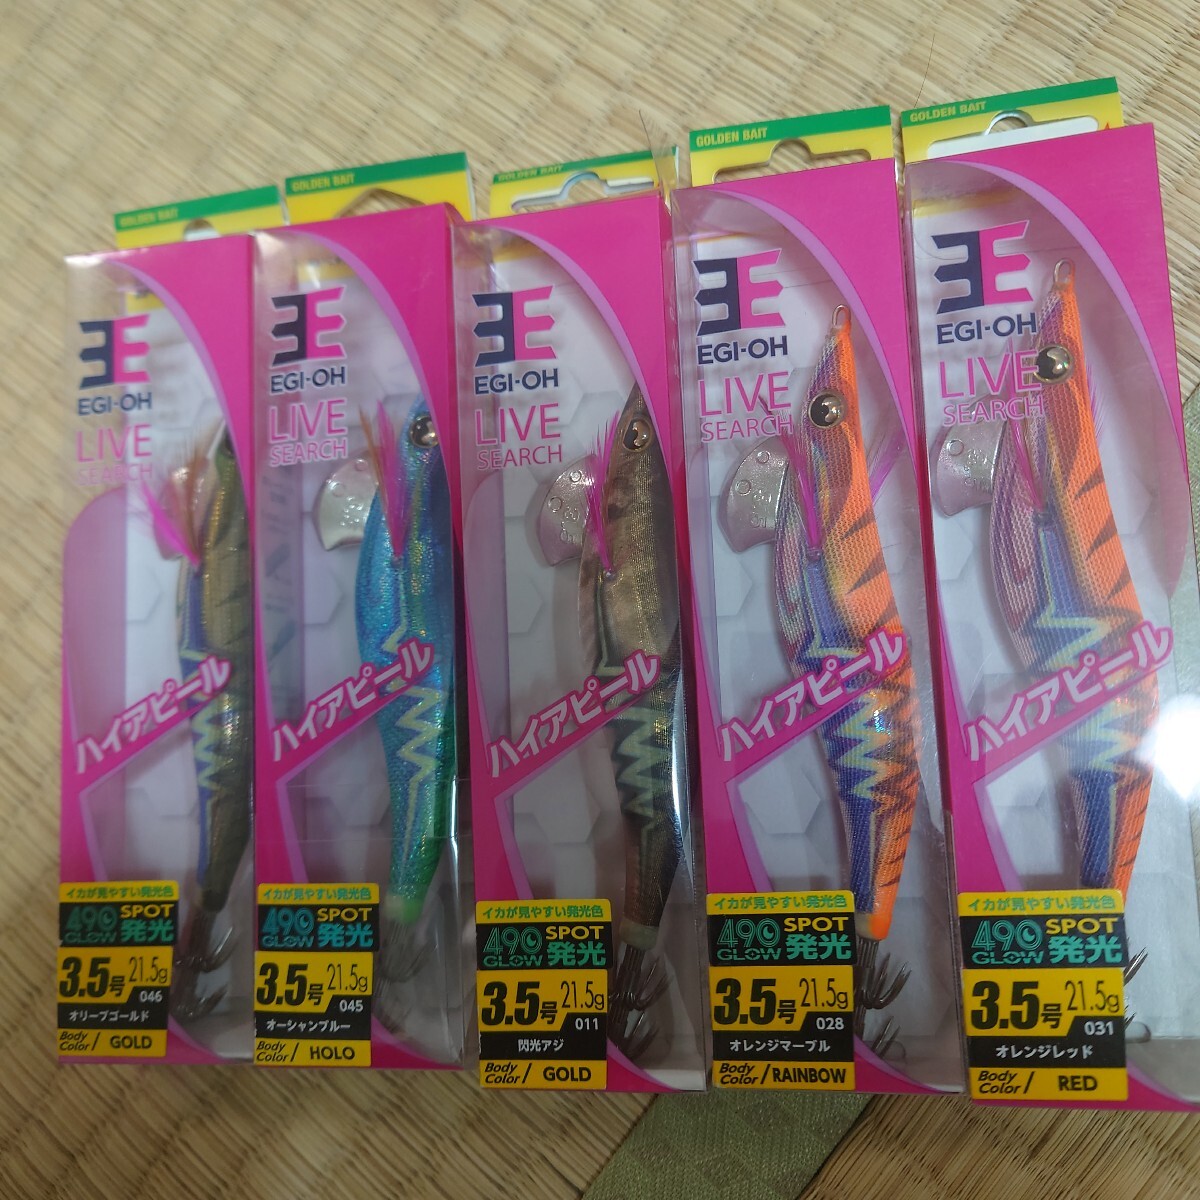 GOLDEN BAIT
EGI-OH
LIVE
SEARCH
ハイアピール
イカが見やすい発光色
490 SPOT
GLOW 発光
3.5号 21.5g
046
オリーブゴールド
Body Color / GOLD
GOLDEN BAIT
EGI-OH
LIVE
SEARCH
ハイアピール
イカが見やすい発光色
490 SPOT
GLOW 発光
3.5号 21.5g
045
オーシャンブルー
Body Color / HOLO
GOLDEN BAIT
EGI-OH
LIVE
SEARCH
ハイアピール
イカが見やすい発光色
490 SPOT
GLOW 発光
3.5号 21.5g
011
閃光アジ
Body Color / GOLD
GOLDEN BAIT
EGI-OH
LIVE
SEARCH
ハイアピール
イカが見やすい発光色
490 SPOT
GLOW 発光
3.5号 21.5g
028
オレンジマーブル
Body Color / RAINBOW
GOLDEN BAIT
EGI-OH
LIVE
SEARCH
ハイアピール
イカが見やすい発光色
490 SPOT
GLOW 発光
3.5号 21.5g
031
オレンジレッド
Body Color / RED